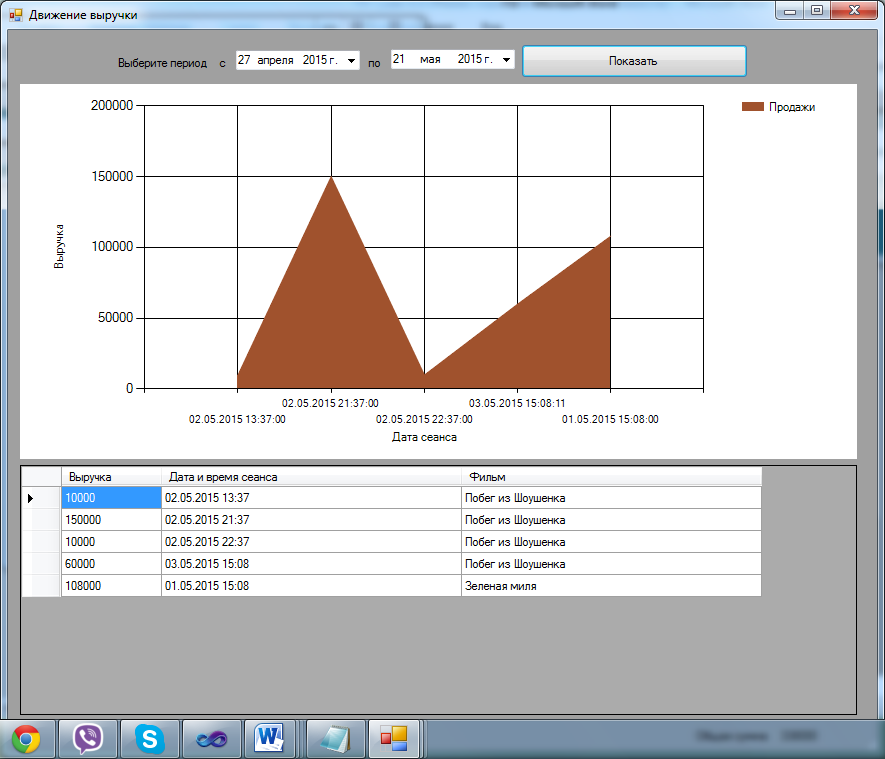 Движение выручки
Выберите период с 27 апреля 2015 г. по 21 мая 2015 г. Показать
200000
150000
100000
50000
0
Выручка
Продажи
02.05.2015 21:37:00 03.05.2015 15:08:11
02.05.2015 13:37:00 02.05.2015 22:37:00 01.05.2015 15:08:00
Дата сеанса
Выручка Дата и время сеанса Фильм
10000 02.05.2015 13:37 Побег из Шоушенка
150000 02.05.2015 21:37 Побег из Шоушенка
10000 02.05.2015 22:37 Побег из Шоушенка
60000 03.05.2015 15:08 Побег из Шоушенка
108000 01.05.2015 15:08 Зеленая миля